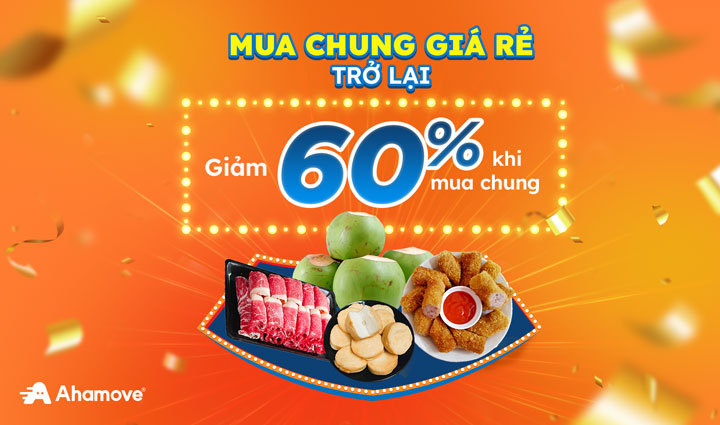 MUA CHUNG GIÁ RẺ
TRỞ LẠI
Giảm 60% khi
mua chung
Ahamove®